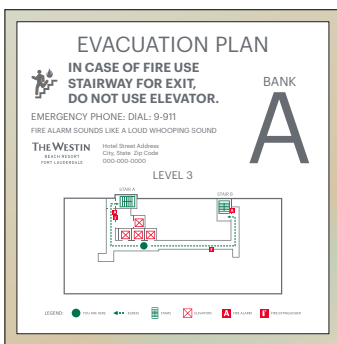 EVACUATION PLAN
IN CASE OF FIRE USE
STAIRWAY FOR EXIT,
DO NOT USE ELEVATOR.
BANK
A
EMERGENCY PHONE: DIAL: 9-911
FIRE ALARM SOUNDS LIKE A LOUD WHOOPING SOUND
THE WESTIN
BEACH RESORT
FORT LAUDERDALE
Hotel Street Address
City, State Zip Code
000-000-0000
LEVEL 3
STAIR A
STAIR B
LEGEND:
YOU ARE HERE
EGRESS
STAIRS
ELEVATORS
A
FIRE ALARM
FIRE EXTINGUISHER